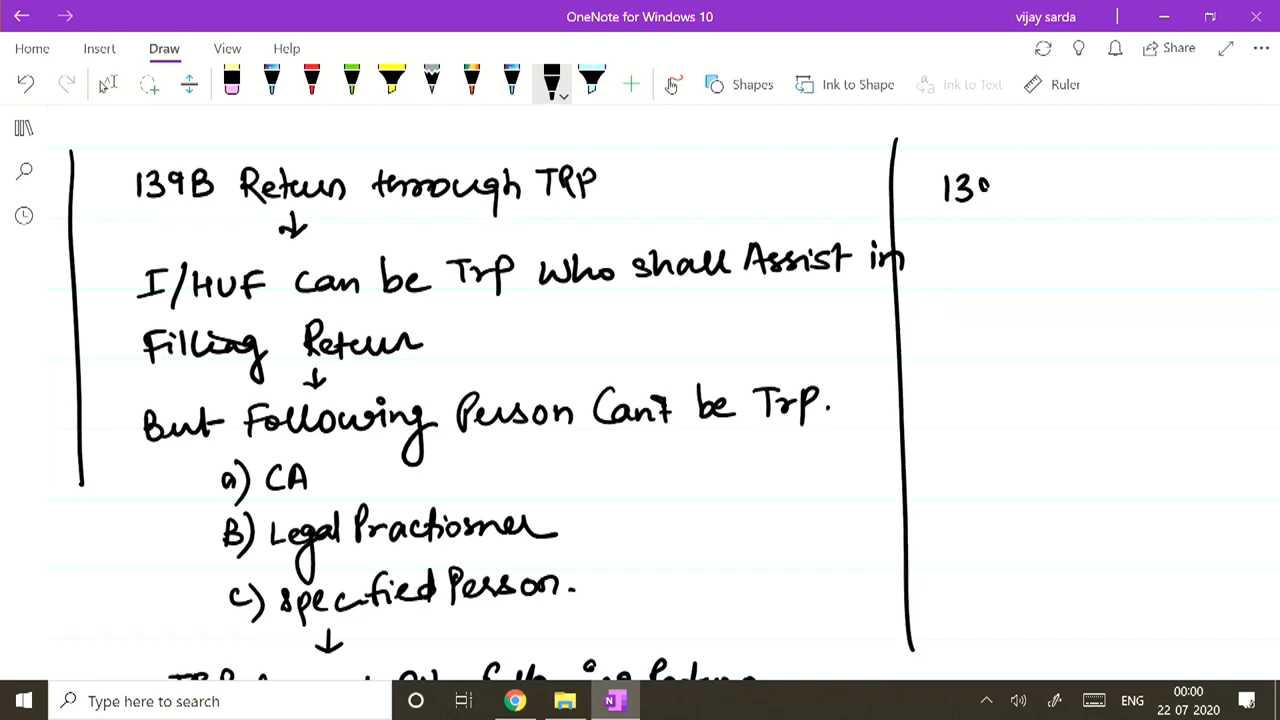 OneNote for Windows 10
vijay sarda
Home Insert Draw View Help
Share
Shapes Ink to Shape Ink to Text Ruler
139B Return through TRP
I/HUF can be Trp who shall Assist in
Filling Return
But Following Person Can't be Trp.
a) CA
B) Legal Practioner
c) Specified Person.
13
Type here to search
ENG
00:00
22-07-2020
3